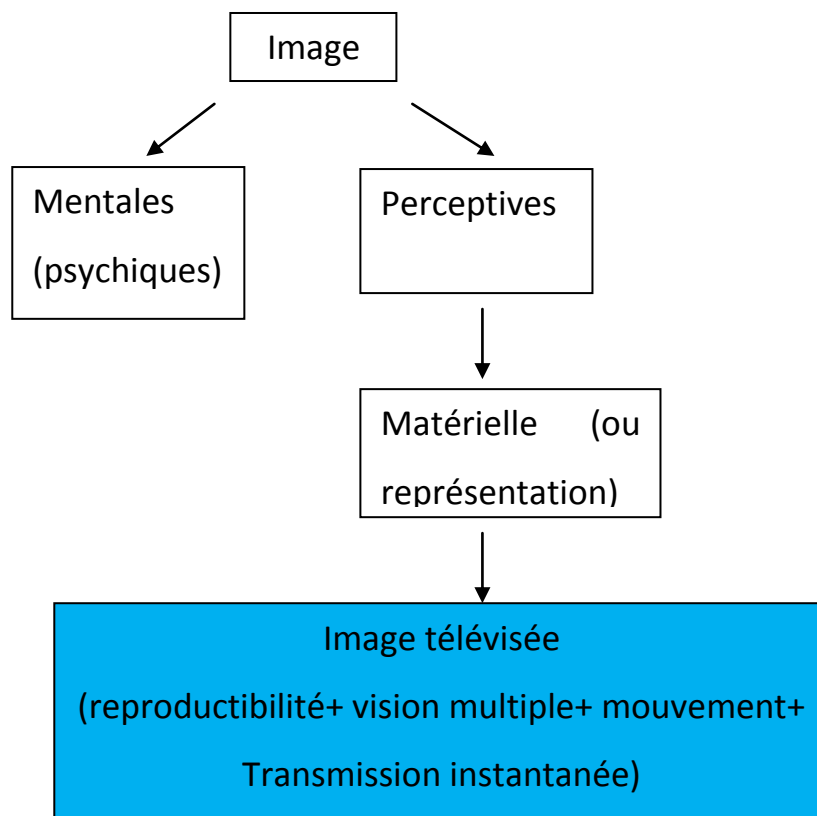 Image
Mentales
(psychiques)
Perceptives
Matérielle (ou
représentation)
Image télévisée
(reproductibilité+ vision multiple+ mouvement+
Transmission instantanée)